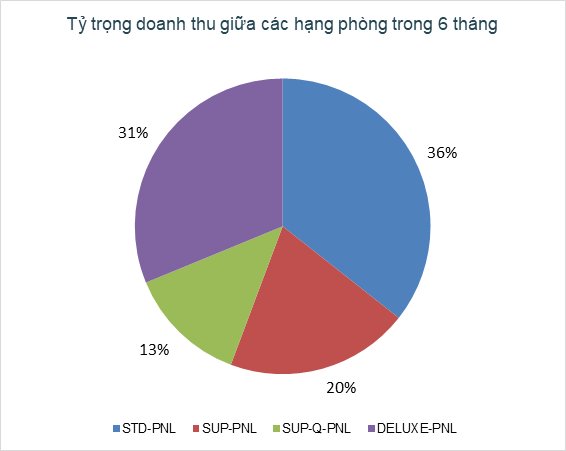 Tỷ trọng doanh thu giữa các hạng phòng trong 6 tháng
31%
36%
13%
20%
STD-PNL SUP-PNL SUP-Q-PNL DELUXE-PNL